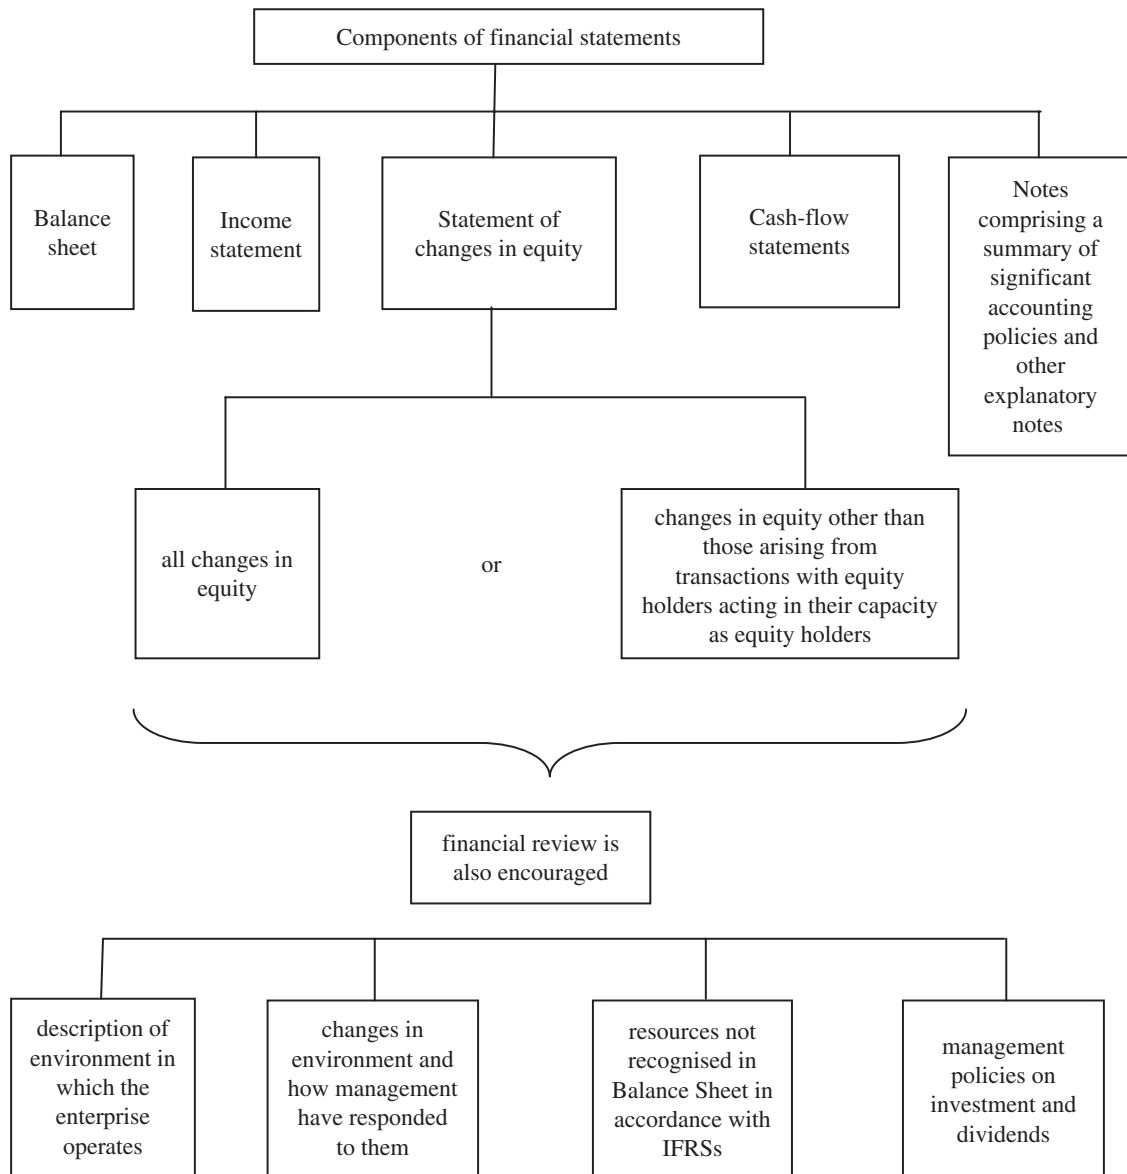 Components of financial statements
Balance
sheet
Income
statement
Statement of
changes in equity
Cash-flow
statements
Notes
comprising a
summary of
significant
accounting
policies and
other
explanatory
notes
all changes in
equity
or
changes in equity other than
those arising from
transactions with equity
holders acting in their capacity
as equity holders
financial review is
also encouraged
description of
environment in
which the
enterprise
operates
changes in
environment and
how management
have responded
to them
resources not
recognised in
Balance Sheet in
accordance with
IFRSs
management
policies on
investment and
dividends